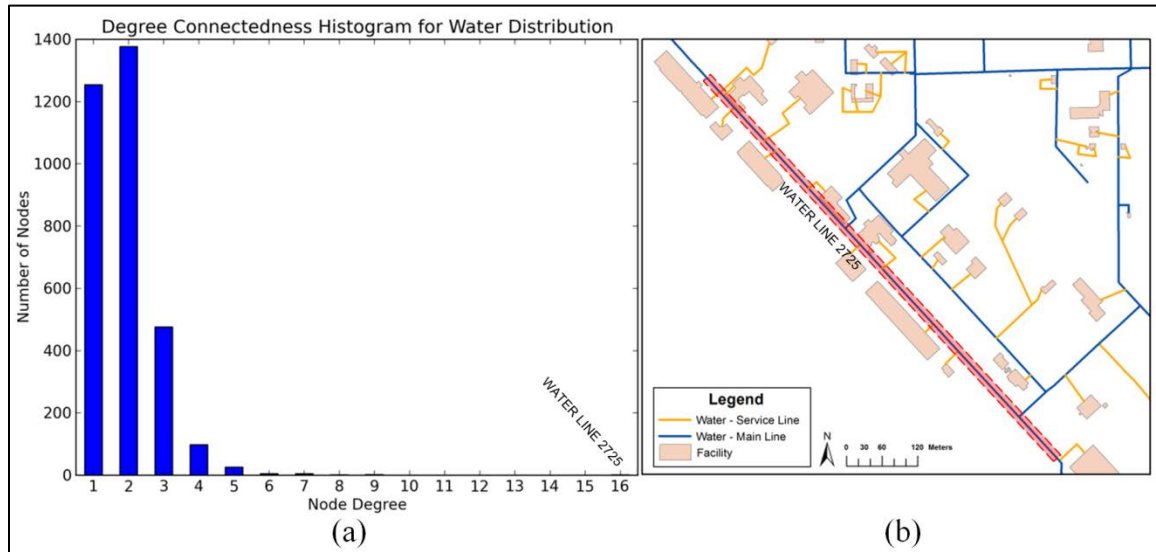 Degree Connectedness Histogram for Water Distribution
1400
1200
1000
800
600
400
200
0
Number of Nodes
WATER LINE 2725
1 2 3 4 5 6 7 8 9 10 11 12 13 14 15 16
Node Degree
(a)
WATER LINE 2725
Legend
Water - Service Line
Water - Main Line
Facility
N
0 30 60 120 Meters
(b)